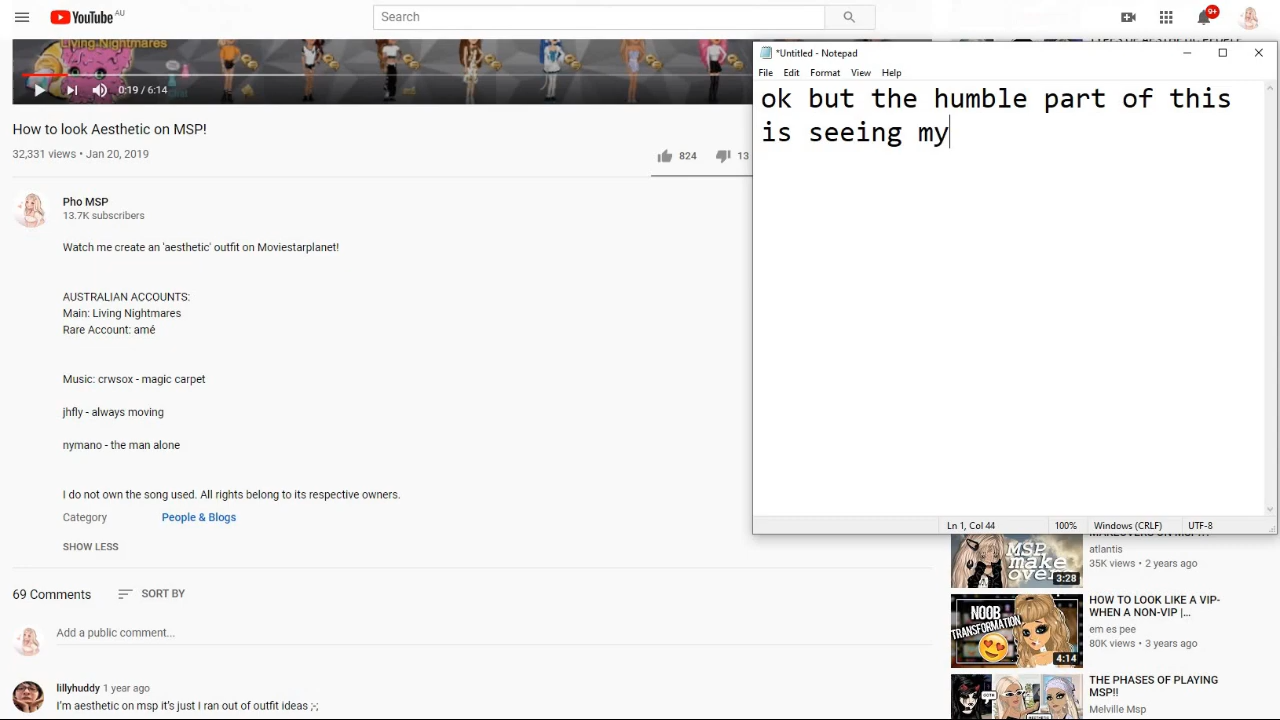 YouTube AU
Search
9+
Living Nightmares
0:19 / 6:14
How to look Aesthetic on MSP!
32,331 views • Jan 20, 2019
824
13
Pho MSP
13.7K subscribers
Watch me create an 'aesthetic' outfit on Moviestarplanet!
AUSTRALIAN ACCOUNTS:
Main: Living Nightmares
Rare Account: amé
Music: crwsox - magic carpet
jhfly - always moving
nymano - the man alone
I do not own the song used. All rights belong to its respective owners.
Category People & Blogs
SHOW LESS
69 Comments SORT BY
Add a public comment...
lillyhuddy 1 year ago
I'm aesthetic on msp it's just I ran out of outfit ideas ;-;
*Untitled - Notepad
File Edit Format View Help
ok but the humble part of this
is seeing my
Ln 1, Col 44 100% Windows (CRLF) UTF-8
MSP
make
over
3:28
atlantis
35K views • 2 years ago
NOOB
TRANSFORMATION
4:14
HOW TO LOOK LIKE A VIP-
WHEN A NON-VIP |...
em es pee
80K views • 3 years ago
THE PHASES OF PLAYING
MSP!!
Melville Msp